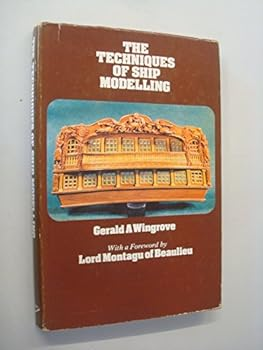 THE
TECHNIQUES
OF SHIP
MODELLING
Gerald A Wingrove
With a Foreword by
Lord Montagu of Beaulieu